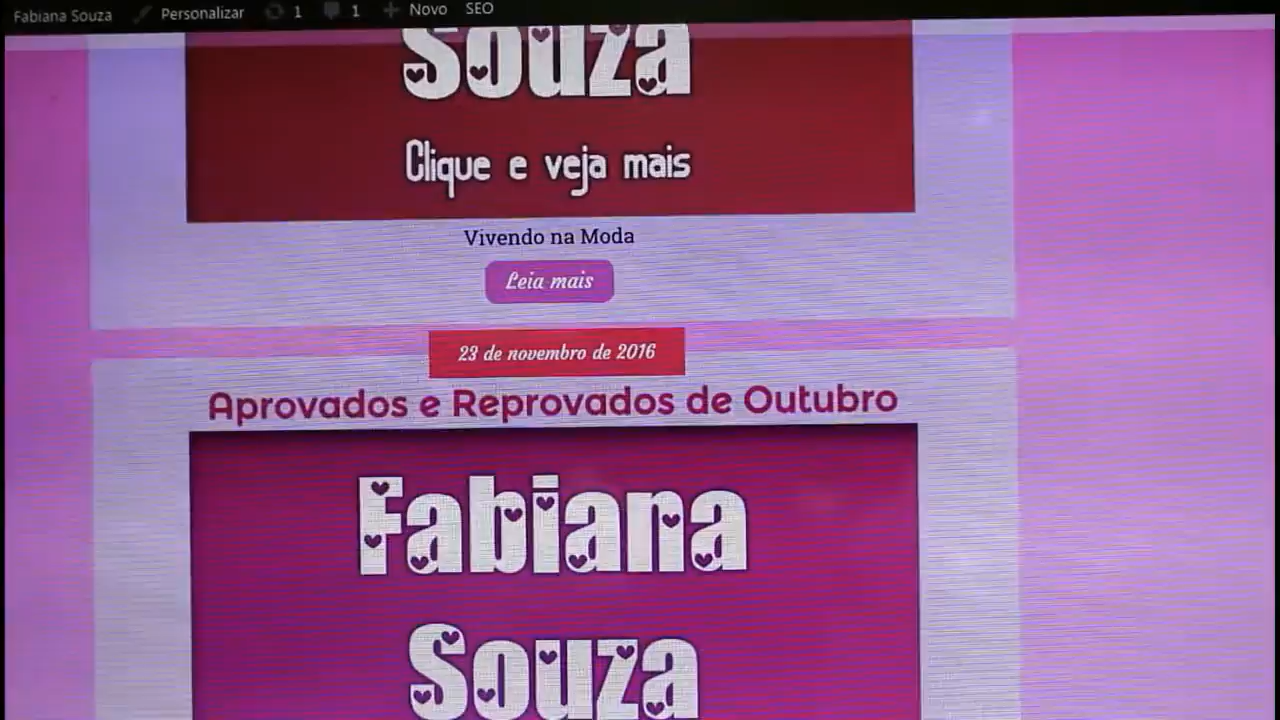 Fabiana Souza Personalizar 1 1 Novo SEO
Souza
Clique e veja mais
Vivendo na Moda
Leia mais
23 de novembro de 2016
Aprovados e Reprovados de Outubro
Fabiana
Souza